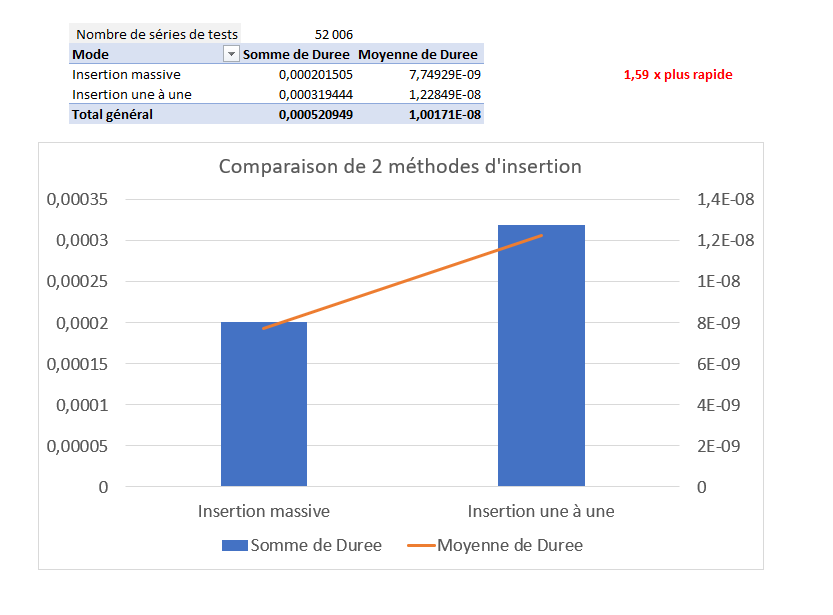 Nombre de séries de tests 52 006
Mode Somme de Duree Moyenne de Duree
Insertion massive 0,000201505 7,74929E-09 1,59 x plus rapide
Insertion une à une 0,000319444 1,22849E-08
Total général 0,000520949 1,00171E-08
Comparaison de 2 méthodes d'insertion
0,00035 1,4E-08
0,0003 1,2E-08
0,00025 1E-08
0,0002 8E-09
0,00015 6E-09
0,0001 4E-09
0,00005 2E-09
0 0
Insertion massive Insertion une à une
Somme de Duree Moyenne de Duree